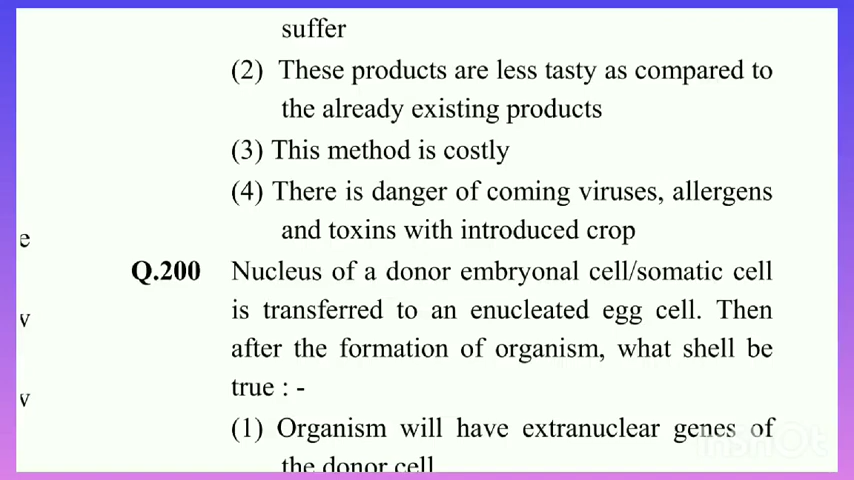 suffer
(2) These products are less tasty as compared to
the already existing products
(3) This method is costly
(4) There is danger of coming viruses, allergens
and toxins with introduced crop
e
Q.200 Nucleus of a donor embryonal cell/somatic cell
is transferred to an enucleated egg cell. Then
v
after the formation of organism, what shell be
true : -
v
(1) Organism will have extranuclear genes of
the donor cell